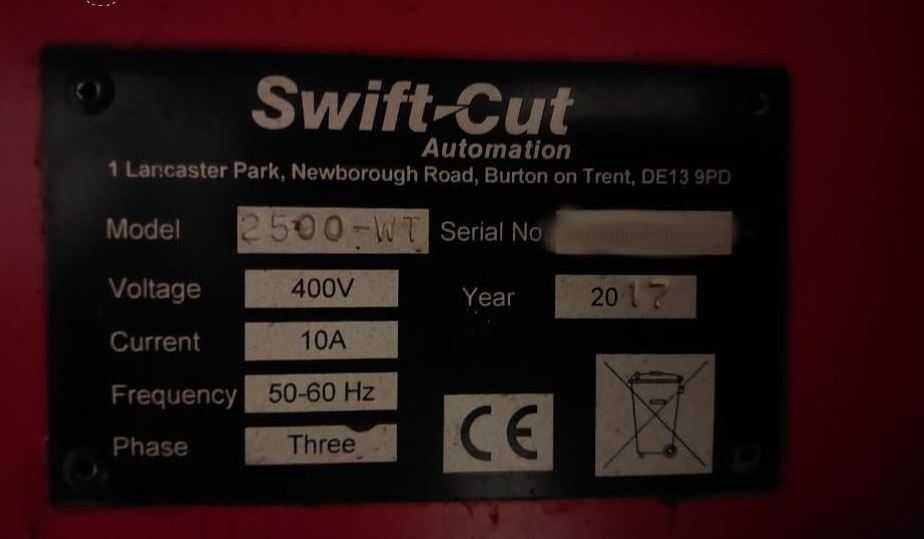 Swift-Cut
Automation
1 Lancaster Park, Newborough Road, Burton on Trent, DE13 9PD
Model 2500-WT Serial No
Voltage 400V Year 2017
Current 10A
Frequency 50-60 Hz
Phase Three CE